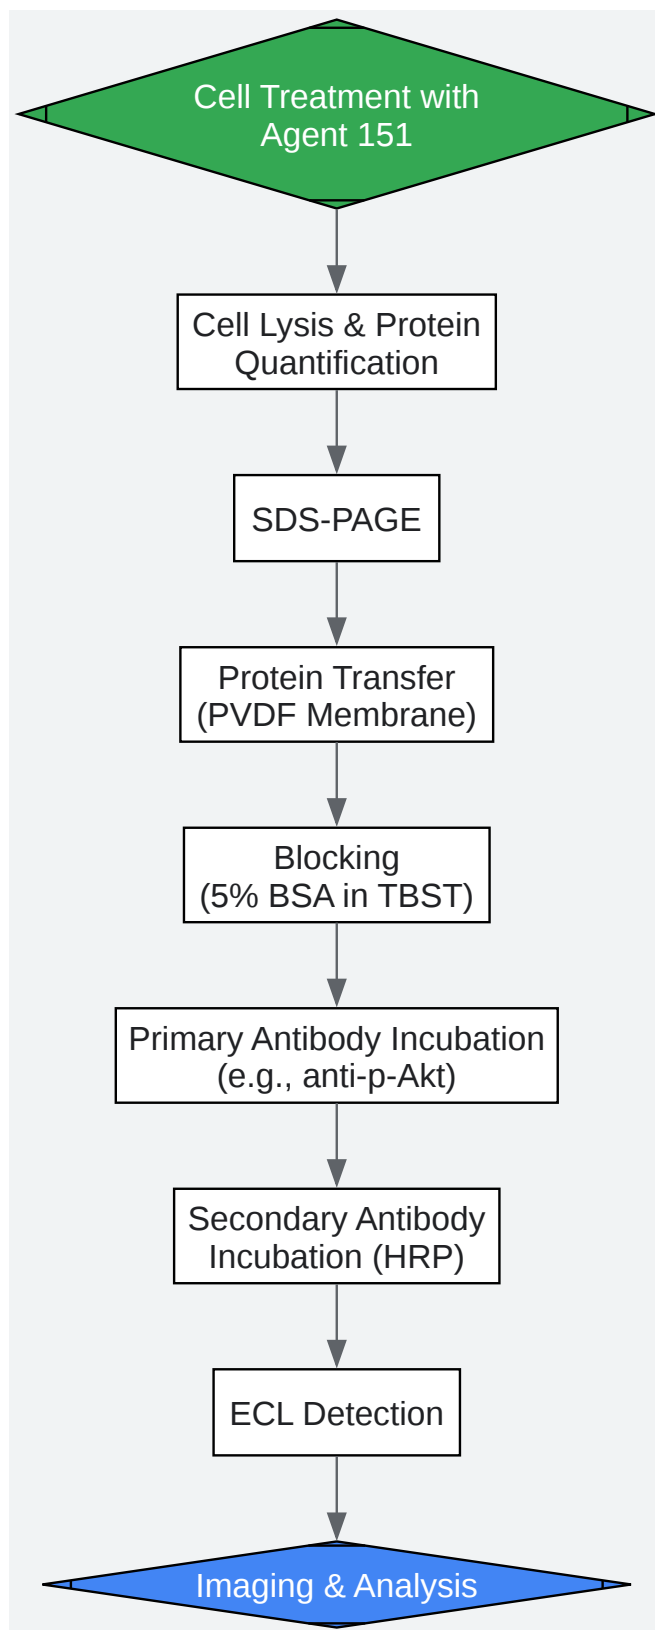 Cell Treatment with
Agent 151
Cell Lysis & Protein
Quantification
SDS-PAGE
Protein Transfer
(PVDF Membrane)
Blocking
(5% BSA in TBST)
Primary Antibody Incubation
(e.g., anti-p-Akt)
Secondary Antibody
Incubation (HRP)
ECL Detection
Imaging & Analysis